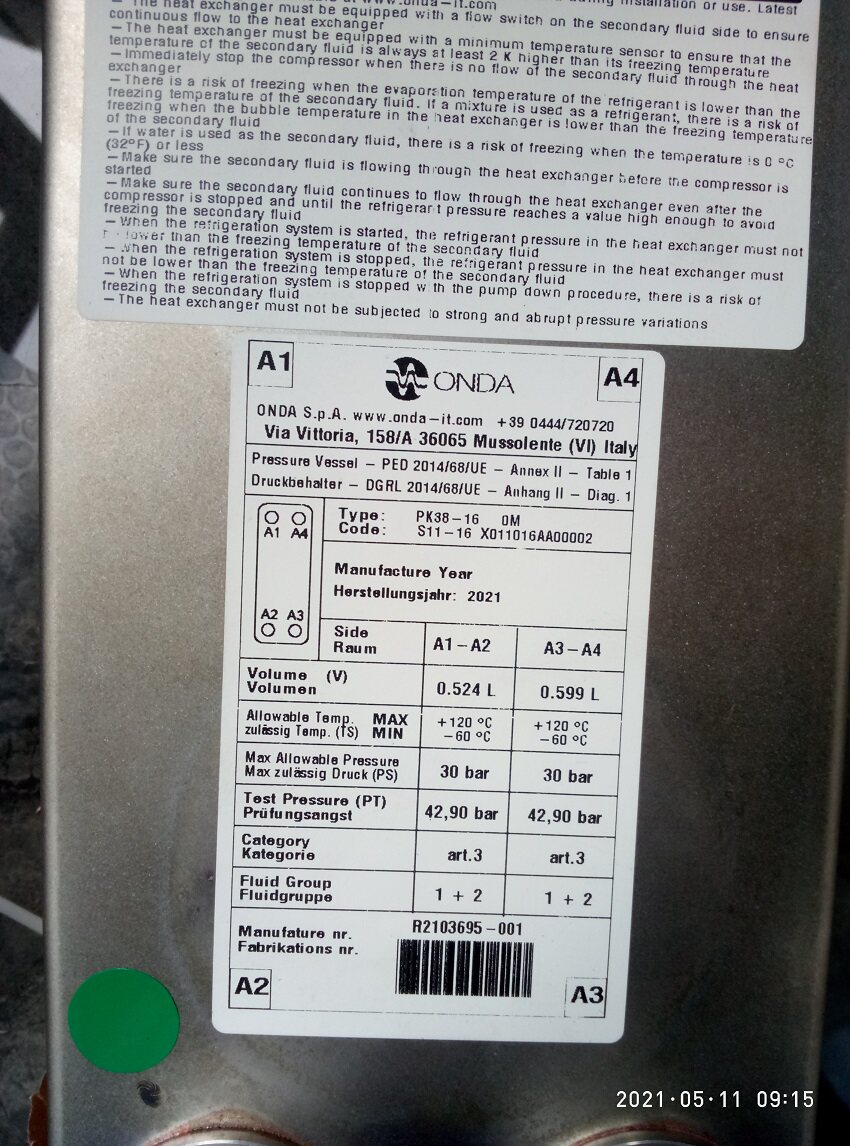 www.onda-it.com during installation or use. Latest
- The heat exchanger must be equipped with a flow switch on the secondary fluid side to ensure
continuous flow to the heat exchanger
- The heat exchanger must be equipped with a minimum temperature sensor to ensure that the
temperature of the secondary fluid is always at least 2 K higher than its freezing temperature
- Immediately stop the compressor when there is no flow of the secondary fluid through the heat
exchanger
- There is a risk of freezing when the evaporation temperature of the refrigerant is lower than the
freezing temperature of the secondary fluid. If a mixture is used as a refrigerant, there is a risk of
freezing when the bubble temperature in the heat exchanger is lower than the freezing temperature
of the secondary fluid
- If water is used as the secondary fluid, there is a risk of freezing when the temperature is 0 ºC
(32ºF) or less
- Make sure the secondary fluid is flowing through the heat exchanger before the compressor is
started
- Make sure the secondary fluid continues to flow through the heat exchanger even after the
compressor is stopped and until the refrigerant pressure reaches a value high enough to avoid
freezing the secondary fluid
- When the refrigeration system is started, the refrigerant pressure in the heat exchanger must not
lower than the freezing temperature of the secondary fluid
- When the refrigeration system is stopped, the refrigerant pressure in the heat exchanger must
not be lower than the freezing temperature of the secondary fluid
- When the refrigeration system is stopped with the pump down procedure, there is a risk of
freezing the secondary fluid
- The heat exchanger must not be subjected to strong and abrupt pressure variations
A1 ONDA A4
ONDA S.p.A. www.onda-it.com +39 0444/720720
Via Vittoria, 158/A 36065 Mussolente (VI) Italy
Pressure Vessel - PED 2014/68/UE - Annex II - Table 1
Druckbehalter - DGRL 2014/68/UE - Anhang II - Diag. 1
A1 A4
A2 A3
Type: PK38-16 0M
Code: S11-16 X011016AA00002
Manufacture Year
Herstellungsjahr: 2021
Side
Raum
A1-A2 A3-A4
Volume (V)
Volumen
0.524 L 0.599 L
Allowable Temp. MAX +120 ºC +120 ºC
zulässig Temp. (TS) MIN -60 ºC -60 ºC
Max Allowable Pressure
Max zulässig Druck (PS)
30 bar 30 bar
Test Pressure (PT)
Prüfungsangst
42,90 bar 42,90 bar
Category
Kategorie
art.3 art.3
Fluid Group
Fluidgruppe
1 + 2 1 + 2
Manufature nr.
Fabrikations nr.
R2103695-001
A2 A3
2021·05·11 09:15